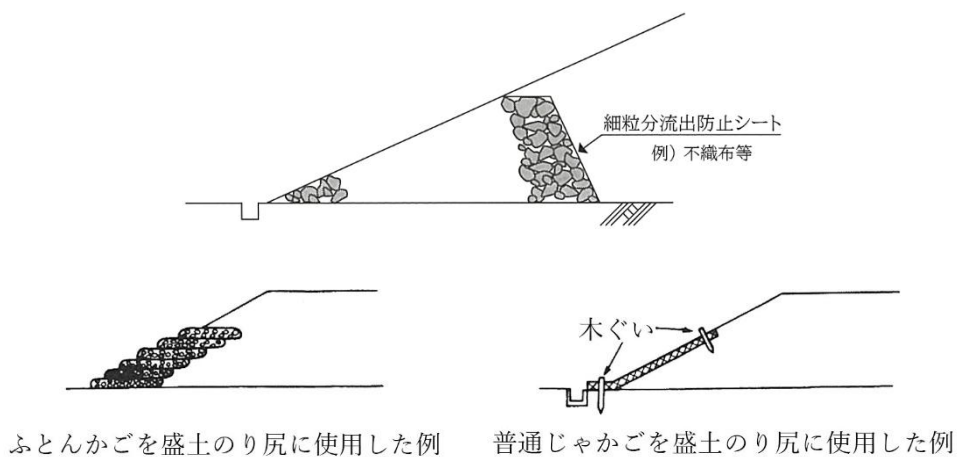 細粒分流出防止シート
例）不織布等
木ぐい
ふとんかごを盛土のり尻に使用した例
普通じゃかごを盛土のり尻に使用した例